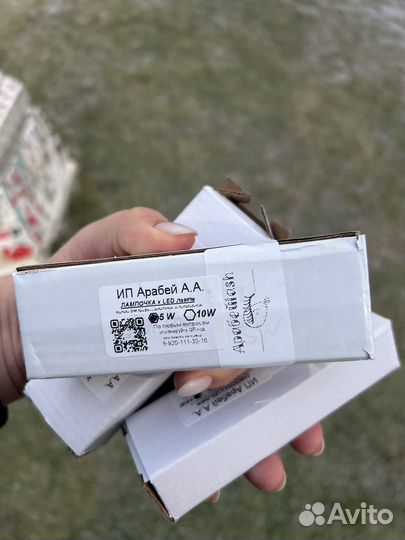 ИП Арабей А.А.
ЛАМПОЧКА к LED лампе
5 W 10W
По любым вопросам
сканируйте QR-код
8-920-111-35-10
Arabeilash
ИП Арабей А.А.
Avito